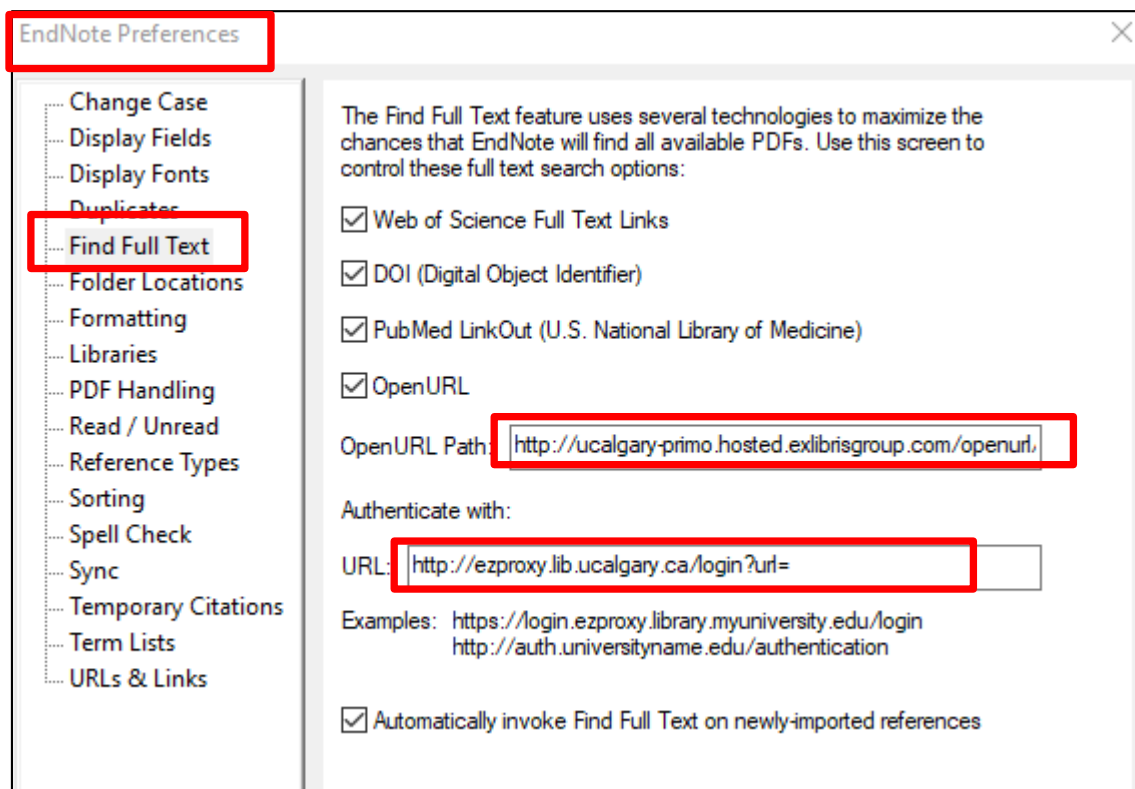 EndNote Preferences
Change Case
Display Fields
Display Fonts
Duplicates
Find Full Text
Folder Locations
Formatting
Libraries
PDF Handling
Read / Unread
Reference Types
Sorting
Spell Check
Sync
Temporary Citations
Term Lists
URLs & Links
The Find Full Text feature uses several technologies to maximize the
chances that EndNote will find all available PDFs. Use this screen to
control these full text search options:
Web of Science Full Text Links
DOI (Digital Object Identifier)
PubMed LinkOut (U.S. National Library of Medicine)
OpenURL
OpenURL Path: http://ucalgary-primo.hosted.exlibrisgroup.com/openurl/
Authenticate with:
URL: http://ezproxy.lib.ucalgary.ca/login?url=
Examples: https://login.ezproxy.library.myuniversity.edu/login
http://auth.universityname.edu/authentication
Automatically invoke Find Full Text on newly-imported references